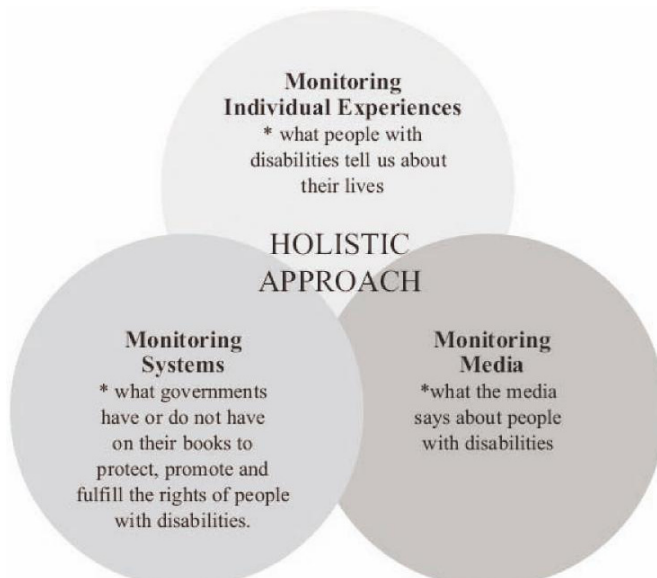 Monitoring
Individual Experiences
* what people with
disabilities tell us about
their lives
HOLISTIC
APPROACH
Monitoring
Systems
* what governments
have or do not have
on their books to
protect, promote and
fulfill the rights of people
with disabilities.
Monitoring
Media
*what the media
says about people
with disabilities